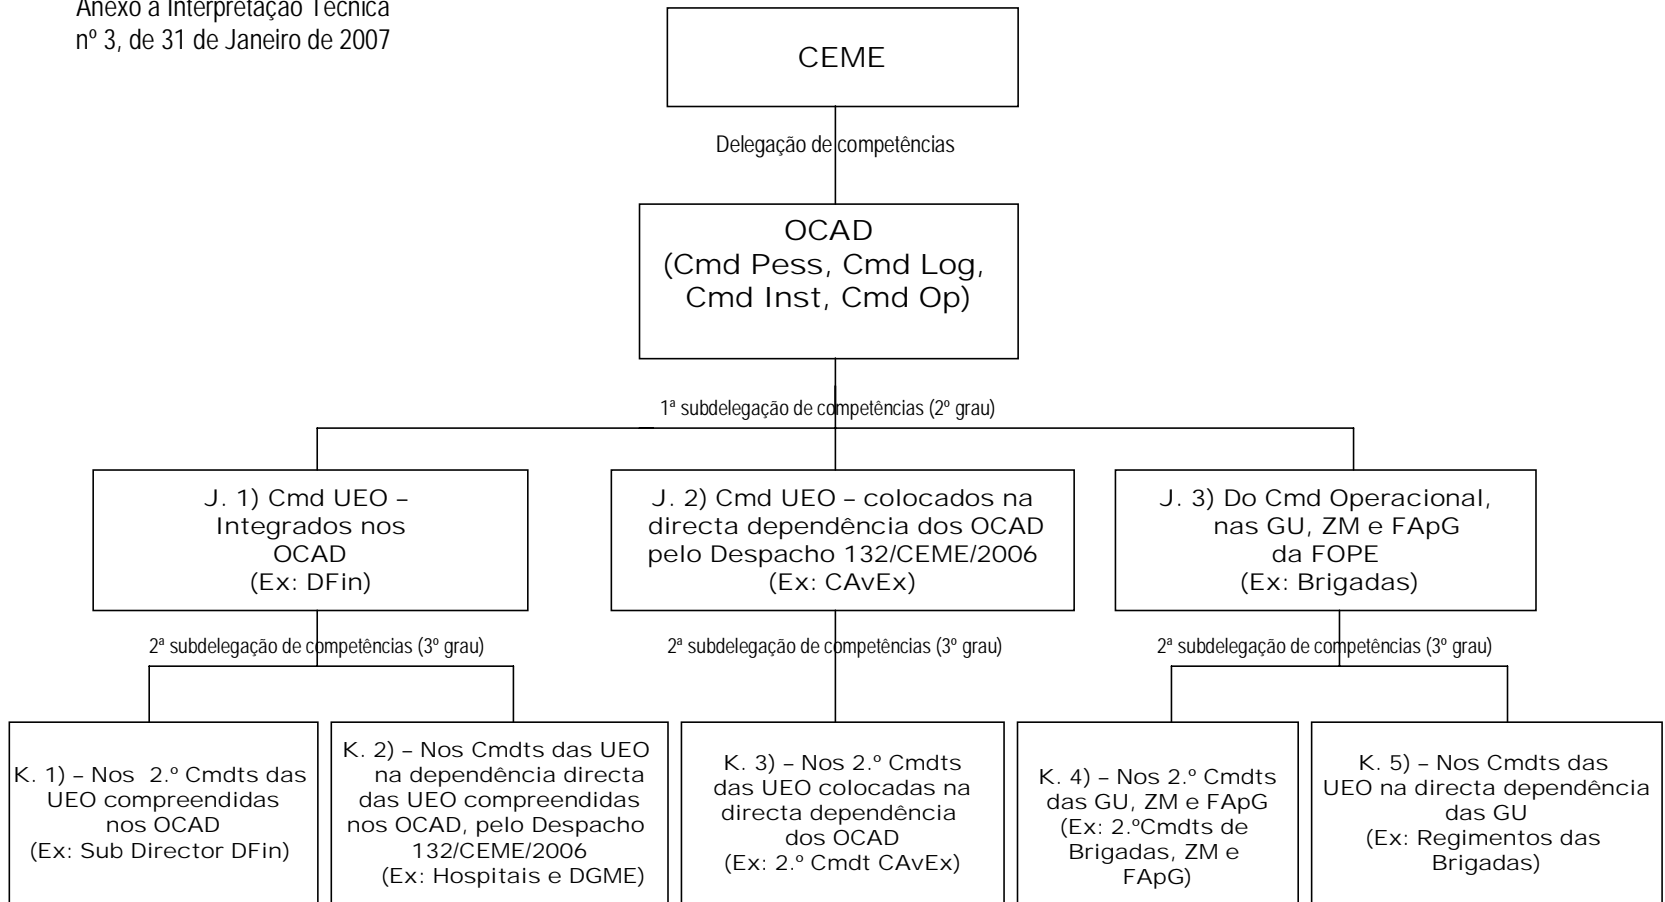 Anexo à Interpretação Técnica
nº 3, de 31 de Janeiro de 2007
CEME
Delegação de competências
OCAD
(Cmd Pess, Cmd Log,
Cmd Inst, Cmd Op)
1ª subdelegação de competências (2º grau)
J. 1) Cmd UEO –
Integrados nos
OCAD
(Ex: DFin)
J. 2) Cmd UEO – colocados na
directa dependência dos OCAD
pelo Despacho 132/CEME/2006
(Ex: CAvEx)
J. 3) Do Cmd Operacional,
nas GU, ZM e FApG
da FOPE
(Ex: Brigadas)
2ª subdelegação de competências (3º grau)
2ª subdelegação de competências (3º grau)
2ª subdelegação de competências (3º grau)
K. 1) – Nos 2.º Cmdts das
UEO compreendidas
nos OCAD
(Ex: Sub Director DFin)
K. 2) – Nos Cmdts das UEO
na dependência directa
das UEO compreendidas
nos OCAD, pelo Despacho
132/CEME/2006
(Ex: Hospitais e DGME)
K. 3) – Nos 2.º Cmdts
das UEO colocadas na
directa dependência
dos OCAD
(Ex: 2.º Cmdt CAvEx)
K. 4) – Nos 2.º Cmdts
das GU, ZM e FApG
(Ex: 2.ºCmdts de
Brigadas, ZM e
FApG)
K. 5) – Nos Cmdts das
UEO na directa dependência
das GU
(Ex: Regimentos das
Brigadas)